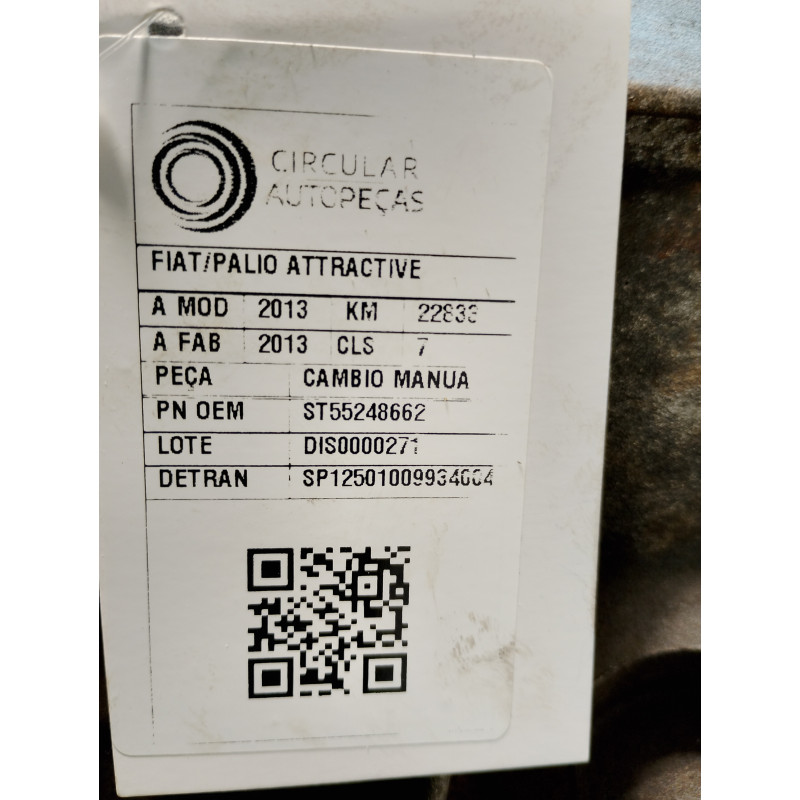 CIRCULAR
AUTOPEÇAS
FIAT/PALIO ATTRACTIVE
A MOD 2013 KM 22833
A FAB 2013 CLS 7
PEÇA CAMBIO MANUA
PN OEM ST55248662
LOTE DIS0000271
DETRAN